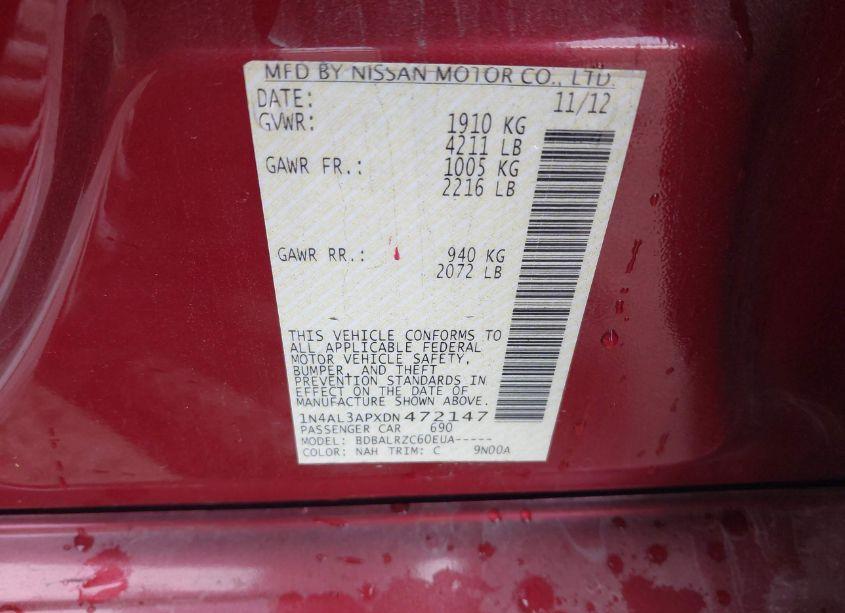 MFD BY NISSAN MOTOR CO., LTD.
DATE: 11/12
GVWR: 1910 KG
4211 LB
GAWR FR.: 1005 KG
2216 LB
GAWR RR.: 940 KG
2072 LB
THIS VEHICLE CONFORMS TO
ALL APPLICABLE FEDERAL
MOTOR VEHICLE SAFETY,
BUMPER, AND THEFT
PREVENTION STANDARDS IN
EFFECT ON THE DATE OF
MANUFACTURE SHOWN ABOVE.
1N4AL3APXDN472147
PASSENGER CAR 690
MODEL: BDBALRZC60EUA-----
COLOR: NAH TRIM: C 9N00A